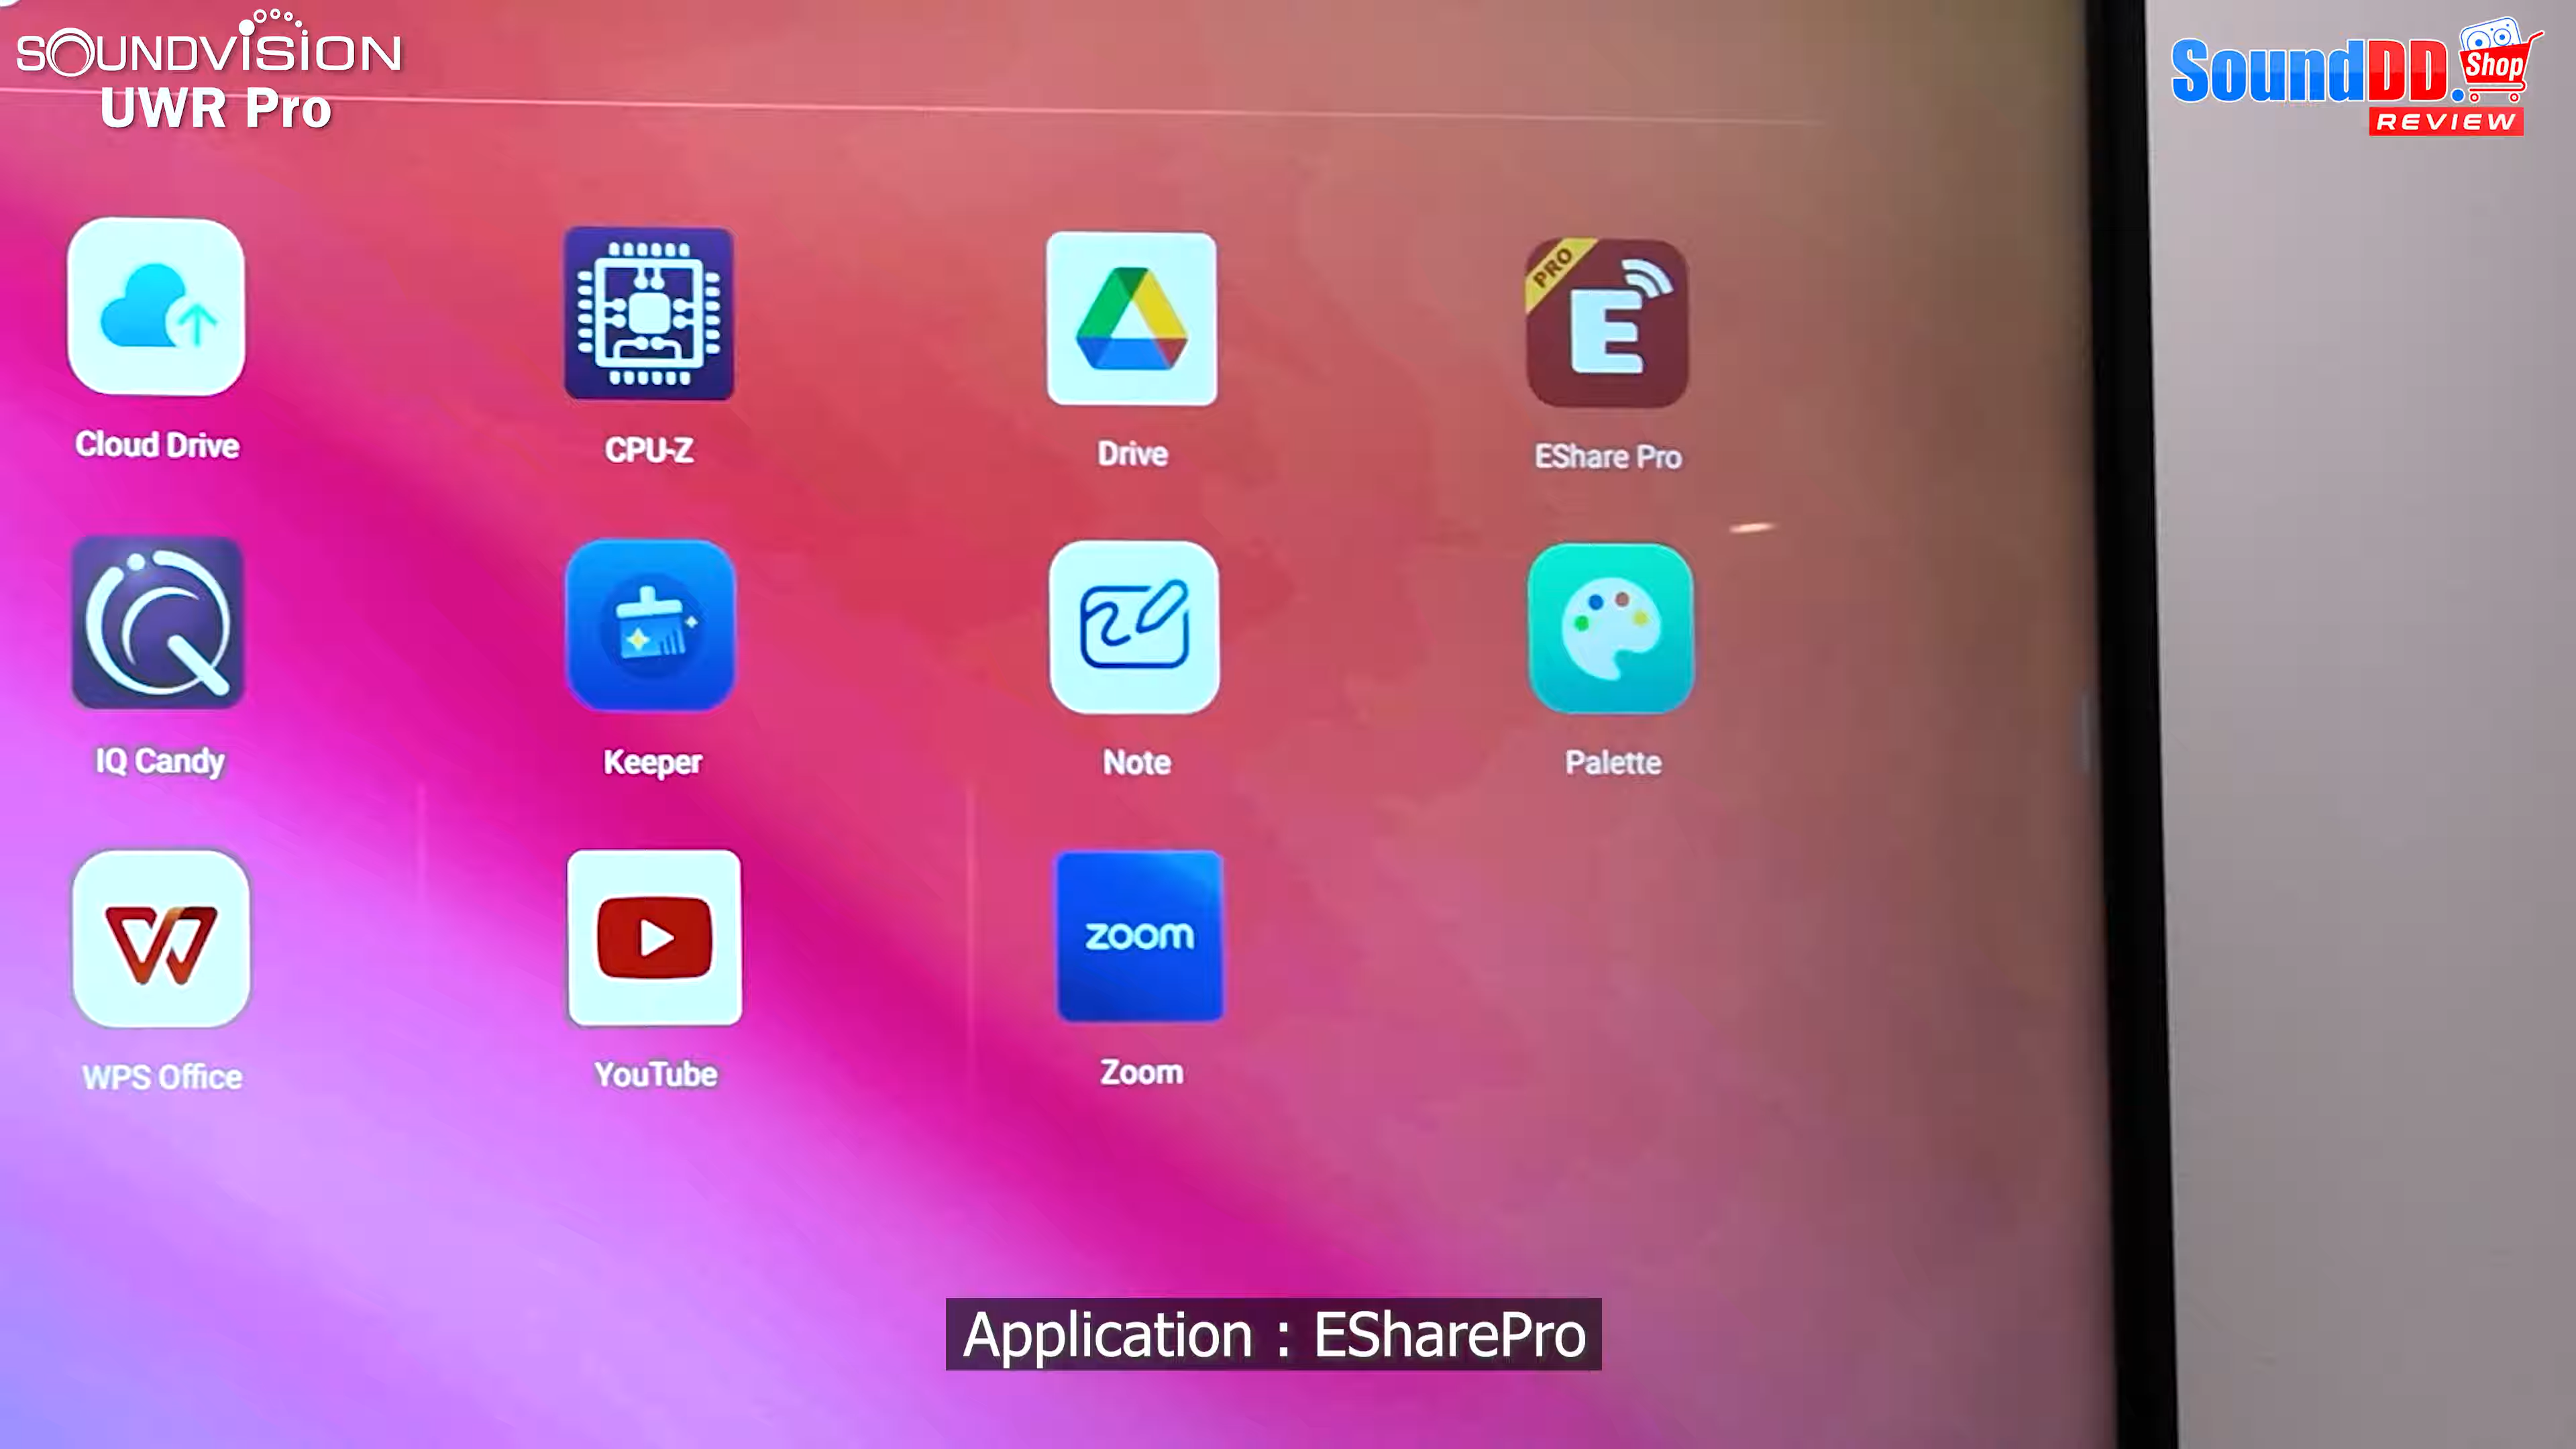 SOUNDVISION
UWR Pro
SoundDD.
Shop
REVIEW
Cloud Drive
CPU-Z
Drive
PRO
E
EShare Pro
IQ Candy
Keeper
Note
Palette
WPS Office
YouTube
zoom
Zoom
Application : ESharePro